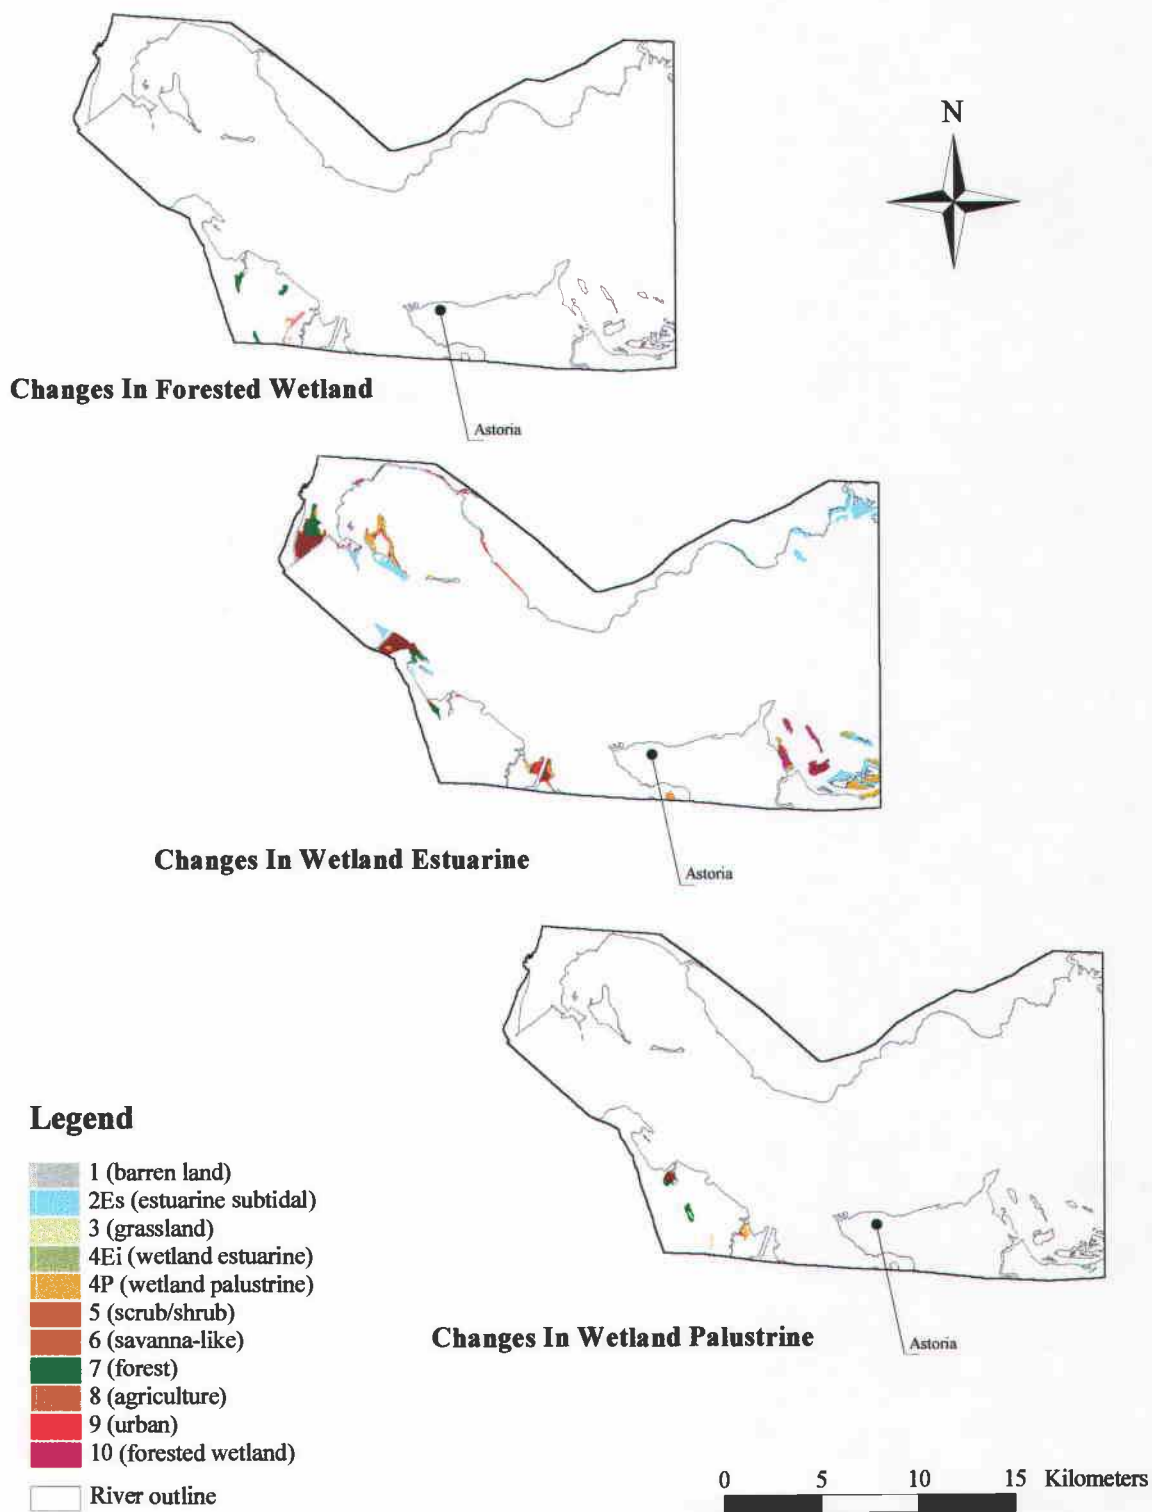 N
Changes In Forested Wetland
Astoria
Changes In Wetland Estuarine
Astoria
Legend
1 (barren land)
2Es (estuarine subtidal)
3 (grassland)
4Ei (wetland estuarine)
4P (wetland palustrine)
5 (scrub/shrub)
6 (savanna-like)
7 (forest)
8 (agriculture)
9 (urban)
10 (forested wetland)
River outline
Changes In Wetland Palustrine
Astoria
0 5 10 15 Kilometers